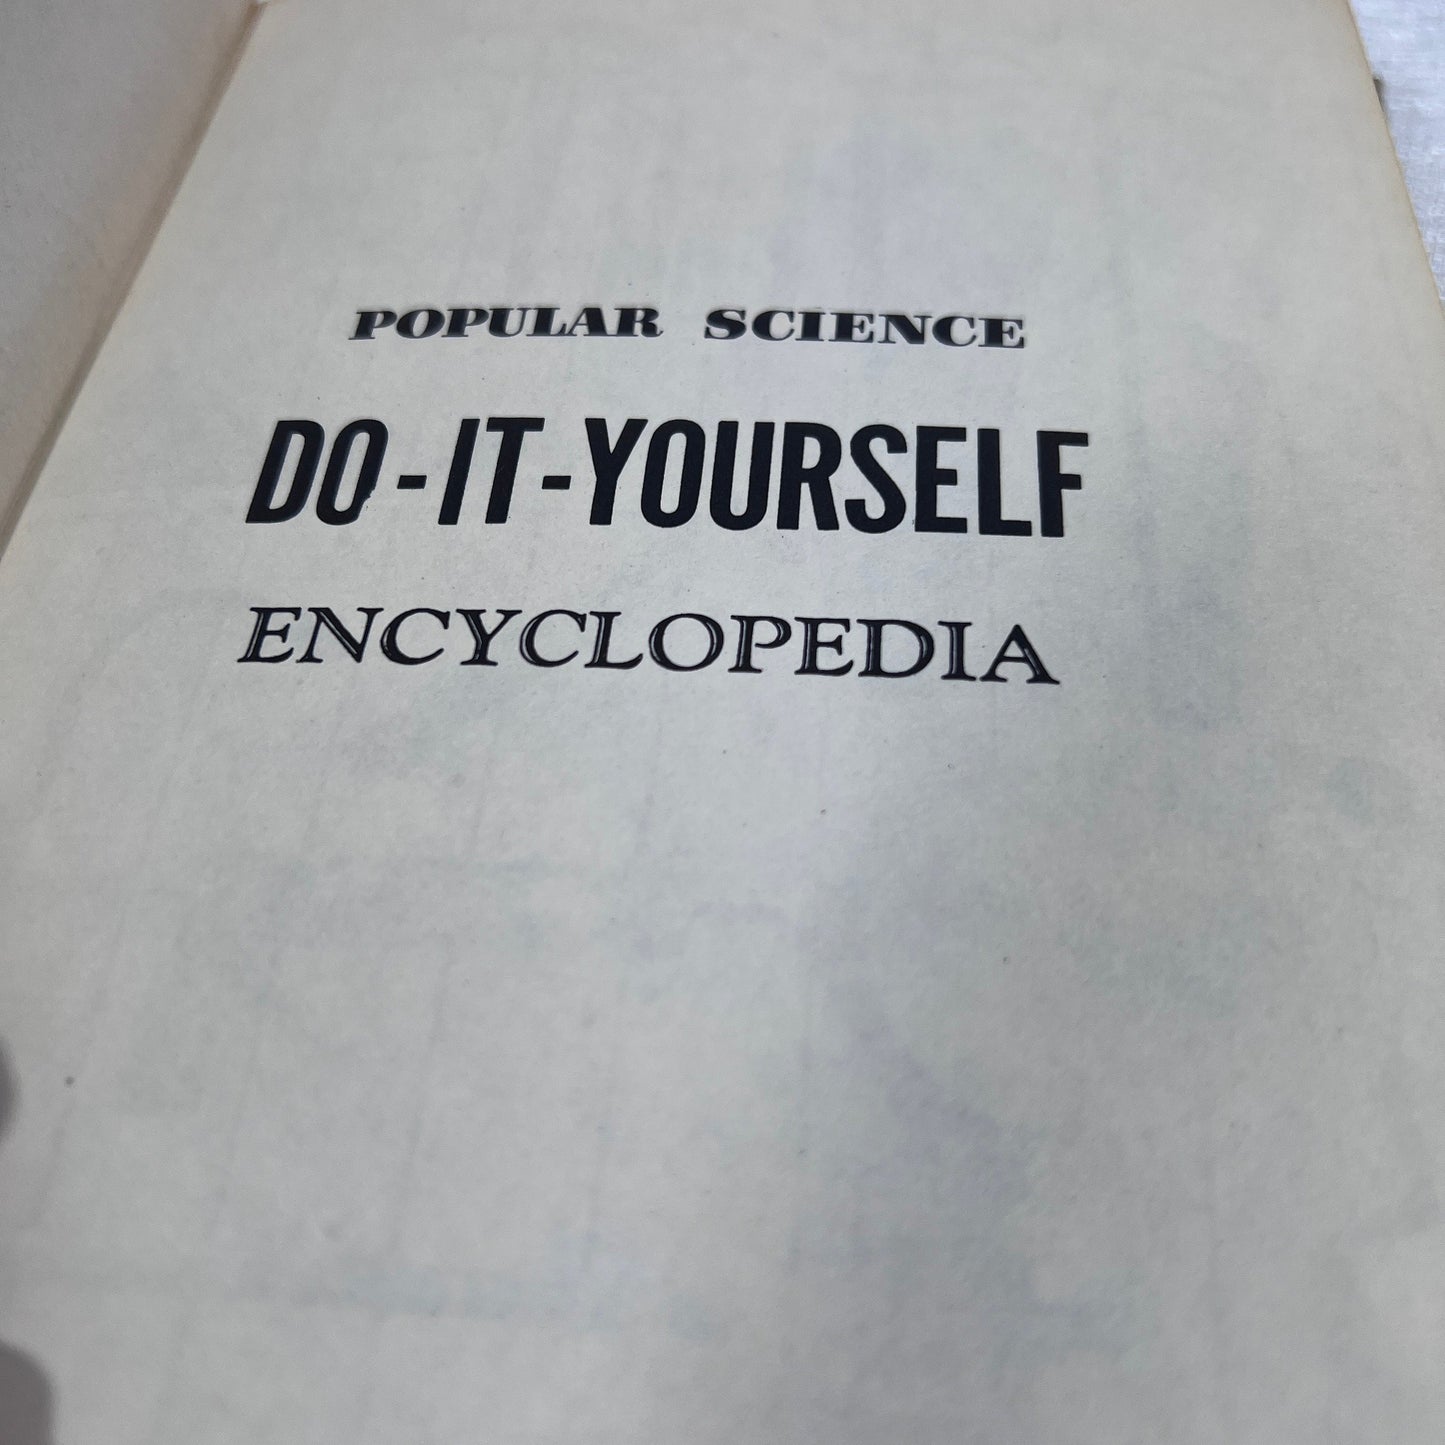 POPULAR SCIENCE
DO-IT-YOURSELF
ENCYCLOPEDIA